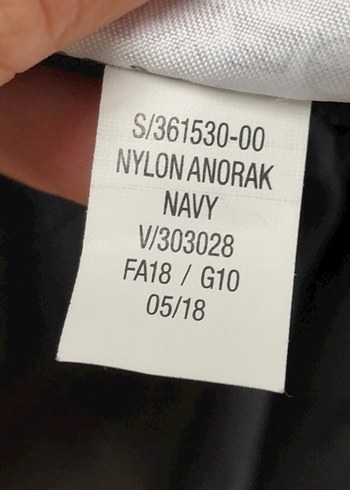 S/361530-00
NYLON ANORAK
NAVY
V/303028
FA18 / G10
05/18